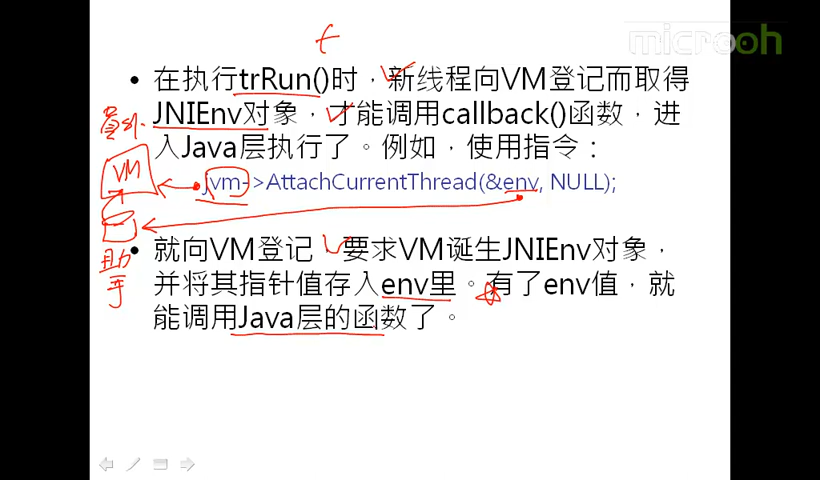 microoh
• 在执行trRun()时，新线程向VM登记而取得
JNIEnv对象，才能调用callback()函数，进
入Java层执行了。例如，使用指令：
jvm->AttachCurrentThread(&env, NULL);
VM
• 就向VM登记，要求VM诞生JNIEnv对象，
并将其指针值存入env里。有了env值，就
能调用Java层的函数了。
助
手